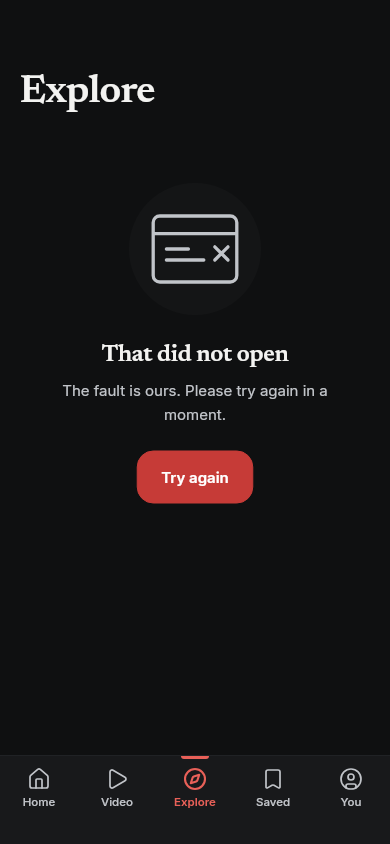 Explore
That did not open
The fault is ours. Please try again in a
moment.
Try again
Home
Video
Explore
Saved
You